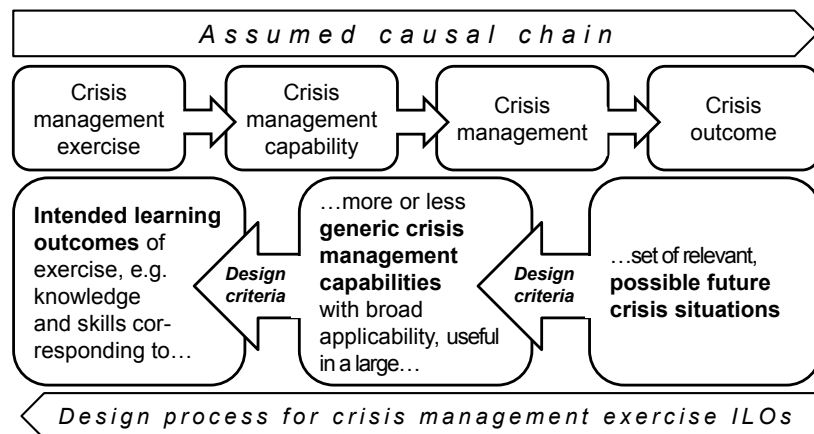 Assumed causal chain
Crisis
management
exercise
Crisis
management
capability
Crisis
management
Crisis
outcome
Intended learning
outcomes of
exercise, e.g.
knowledge
and skills cor-
responding to…
Design
criteria
…more or less
generic crisis
management
capabilities
with broad
applicability, useful
in a large…
Design
criteria
…set of relevant,
possible future
crisis situations
Design process for crisis management exercise ILOs